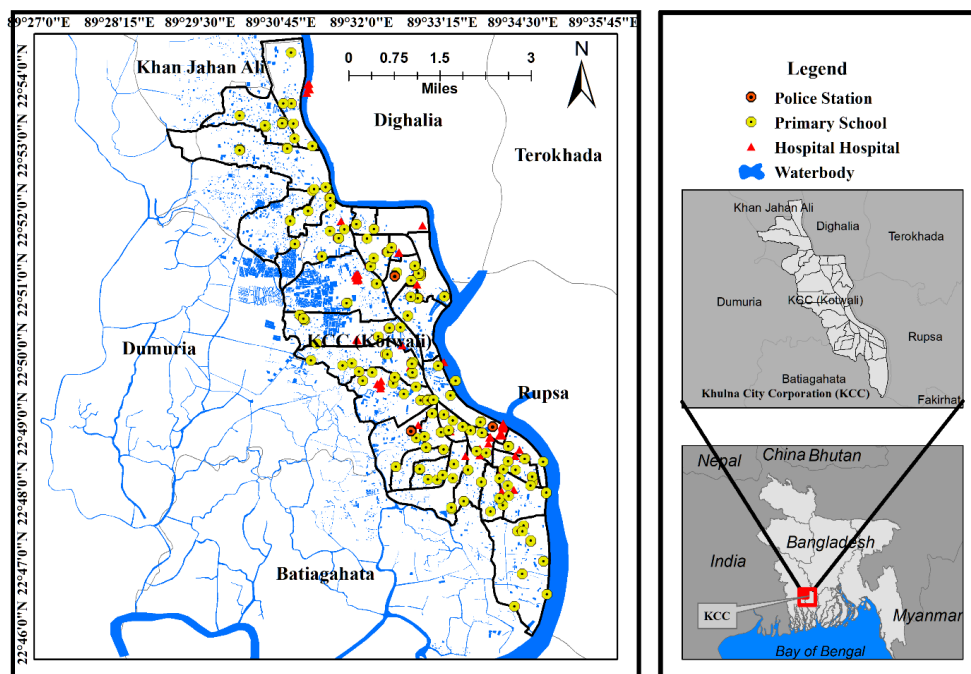 89°27'0"E 89°28'15"E 89°29'30"E 89°30'45"E 89°32'0"E 89°33'15"E 89°34'30"E 89°35'45"E
22°54'0"N
22°53'0"N
22°52'0"N
22°51'10"N
22°50'0"N
22°49'0"N
22°48'0"N
22°47'0"N
22°46'0"N
Khan Jahan Ali
0 0.75 1.5 3
Miles
N
Dighalia
Terokhada
KCC (Kotwali)
Dumuria
Rupsa
Batiagahata
Legend
Police Station
Primary School
Hospital Hospital
Waterbody
Khan Jahan Ali
Dighalia
Terokhada
Dumuria
KCC (Kotwali)
Rupsa
Batiagahata
Khulna City Corporation (KCC)
Fakirhat
Nepal
China
Bhutan
Bangladesh
India
KCC
Myanmar
Bay of Bengal